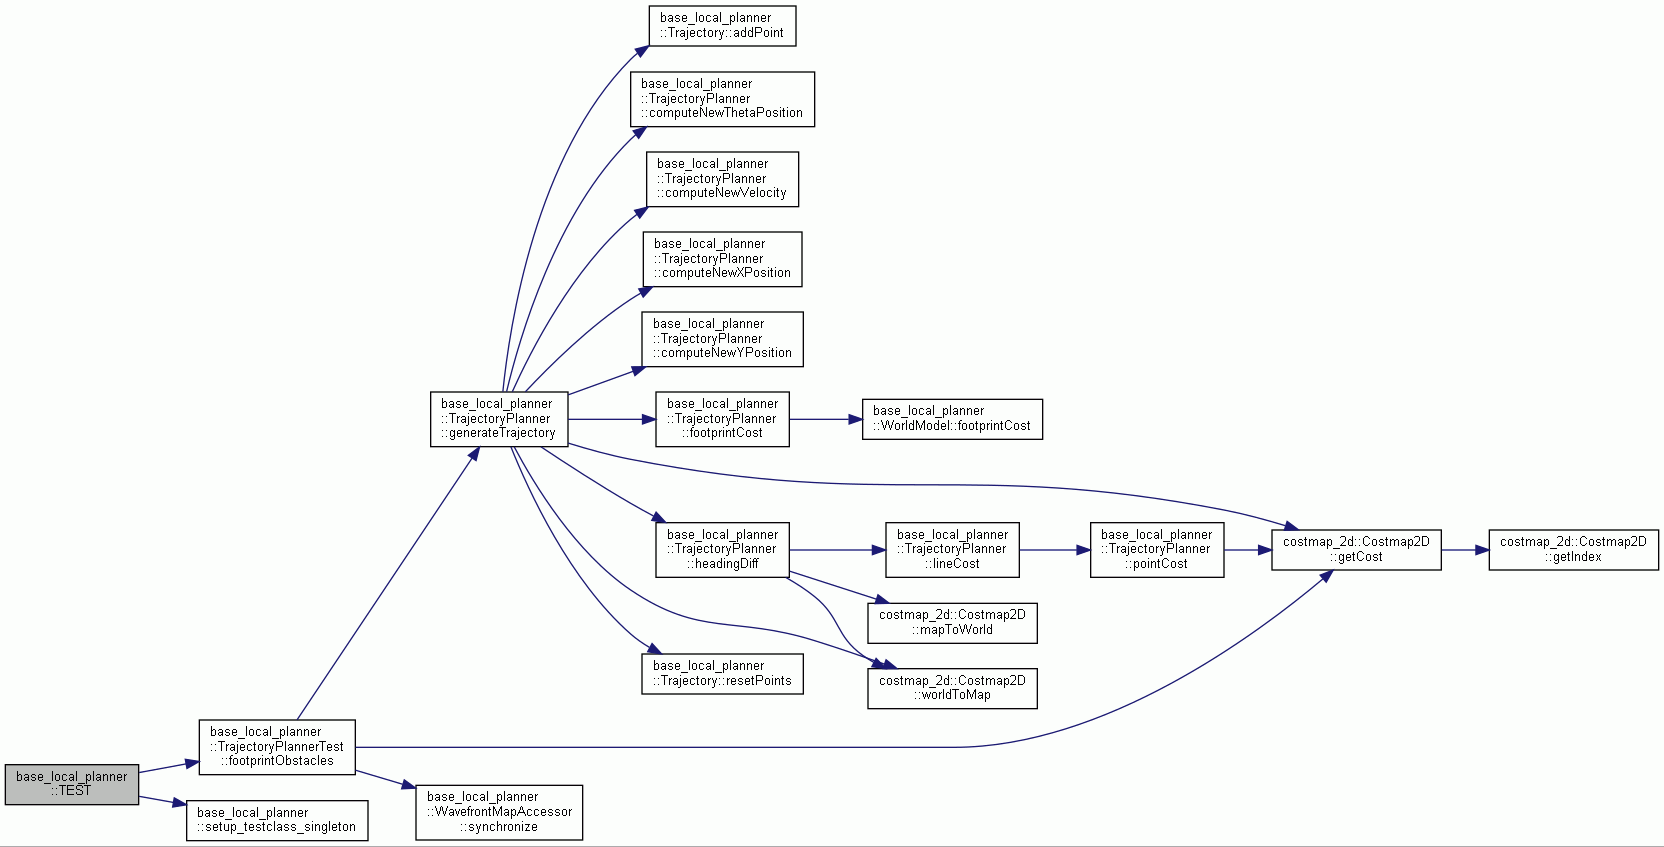 base_local_planner
::Trajectory::addPoint
base_local_planner
::TrajectoryPlanner
::computeNewThetaPosition
base_local_planner
::TrajectoryPlanner
::computeNewVelocity
base_local_planner
::TrajectoryPlanner
::computeNewXPosition
base_local_planner
::TrajectoryPlanner
::computeNewYPosition
base_local_planner
::TrajectoryPlanner
::generateTrajectory
base_local_planner
::TrajectoryPlanner
::footprintCost
base_local_planner
::WorldModel::footprintCost
base_local_planner
::TrajectoryPlanner
::headingDiff
base_local_planner
::TrajectoryPlanner
::lineCost
base_local_planner
::TrajectoryPlanner
::pointCost
costmap_2d::Costmap2D
::getCost
costmap_2d::Costmap2D
::getIndex
costmap_2d::Costmap2D
::mapToWorld
base_local_planner
::Trajectory::resetPoints
costmap_2d::Costmap2D
::worldToMap
base_local_planner
::TrajectoryPlannerTest
::footprintObstacles
base_local_planner
::TEST
base_local_planner
::setup_testclass_singleton
base_local_planner
::WavefrontMapAccessor
::synchronize